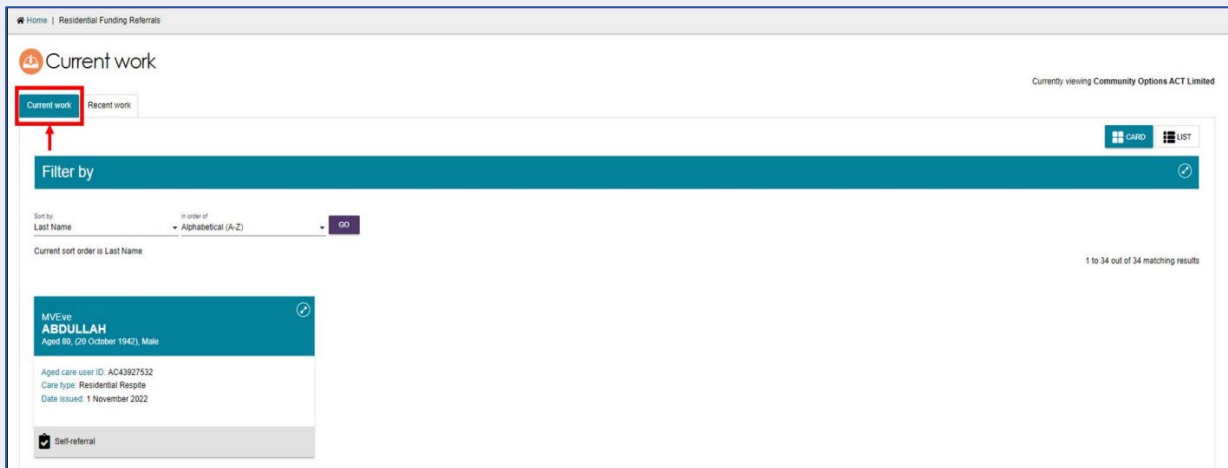 Home | Residential Funding Referrals
Current work
Currently viewing Community Options ACT Limited
Current work Recent work
CARD LIST
Filter by
Sort by: In order of
Last Name Alphabetical (A-Z) GO
Current sort order is Last Name
1 to 34 out of 34 matching results
MVEve
ABDULLAH
Aged 80, (20 October 1942), Male
Aged care user ID: AC43927532
Care type: Residential Respite
Date issued: 1 November 2022
Self-referral